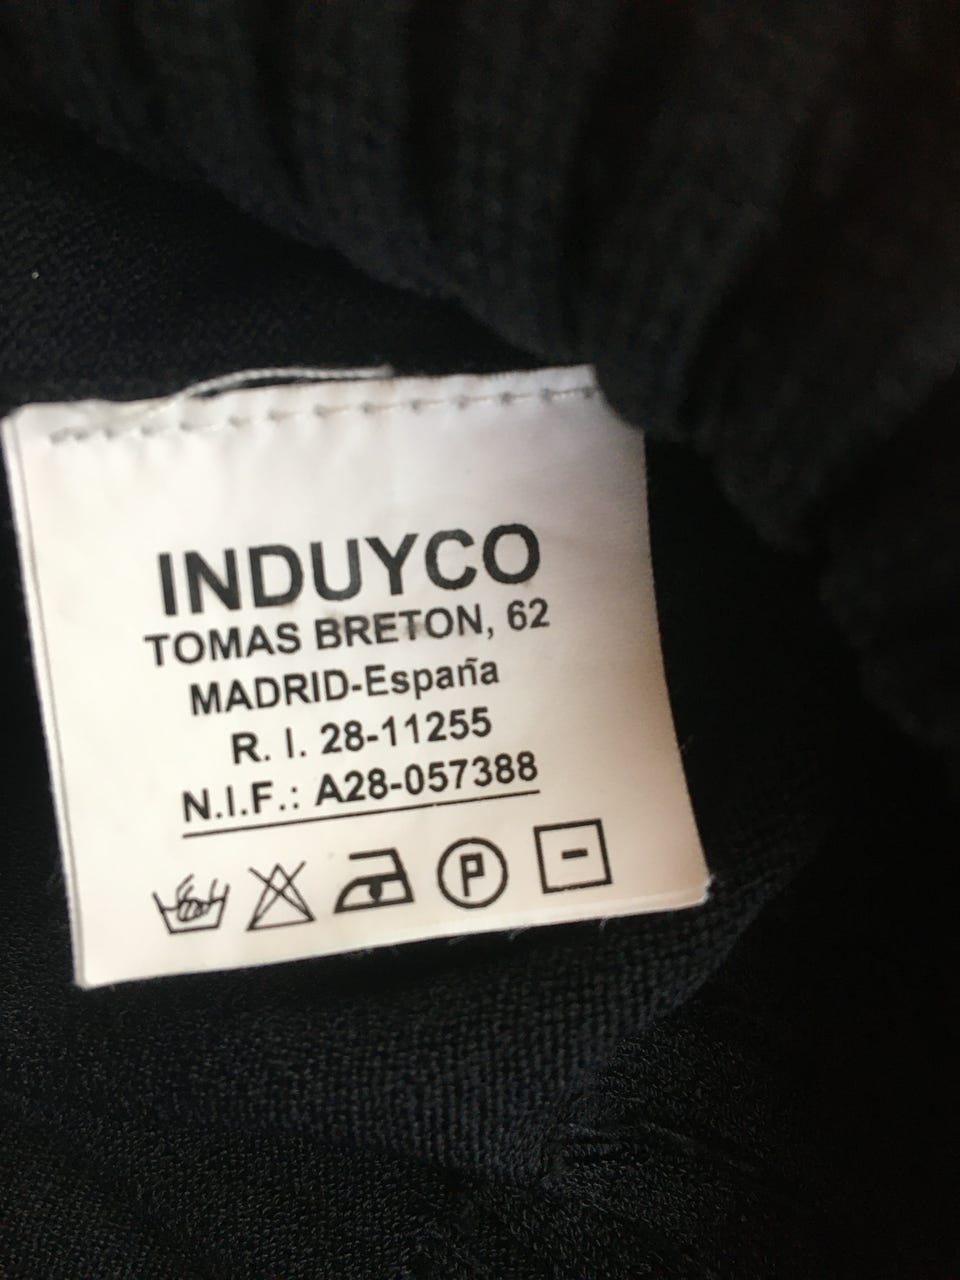 INDUYCO
TOMAS BRETON, 62
MADRID-España
R. I. 28-11255
N.I.F.: A28-057388
P